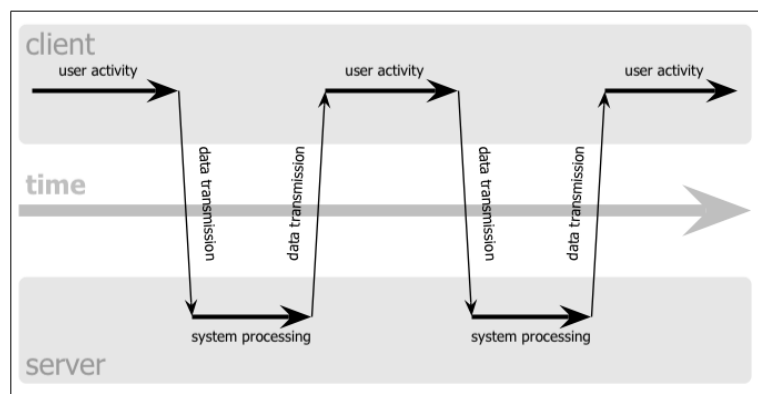 client
user activity
user activity
user activity
data transmission
data transmission
data transmission
data transmission
time
system processing
system processing
server